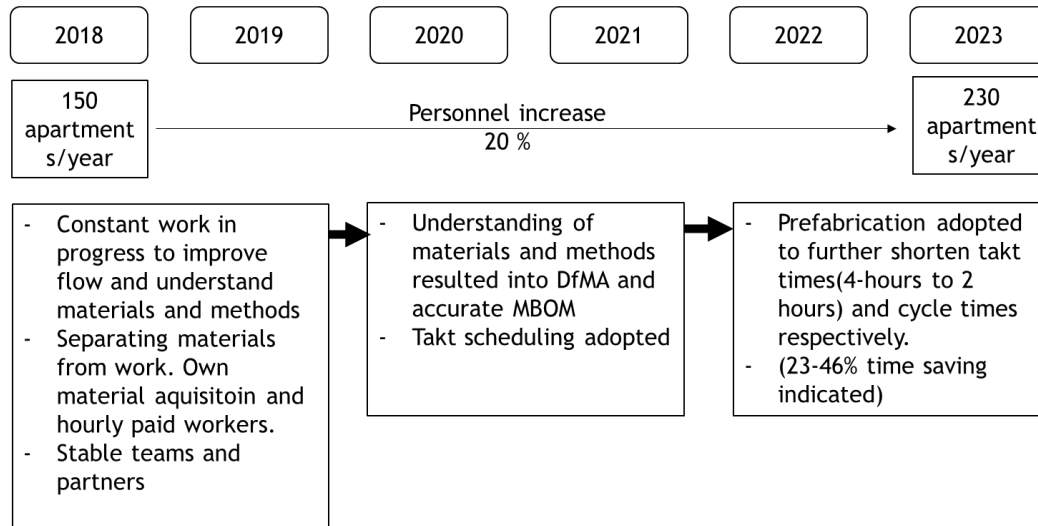 2018
2019
2020
2021
2022
2023
150
apartment
s/year
Personnel increase
20 %
230
apartment
s/year
- Constant work in
progress to improve
flow and understand
materials and methods
- Separating materials
from work. Own
material aquisitoin and
hourly paid workers.
- Stable teams and
partners
- Understanding of
materials and methods
resulted into DfMA and
accurate MBOM
- Takt scheduling adopted
- Prefabrication adopted
to further shorten takt
times(4-hours to 2
hours) and cycle times
respectively.
- (23-46% time saving
indicated)